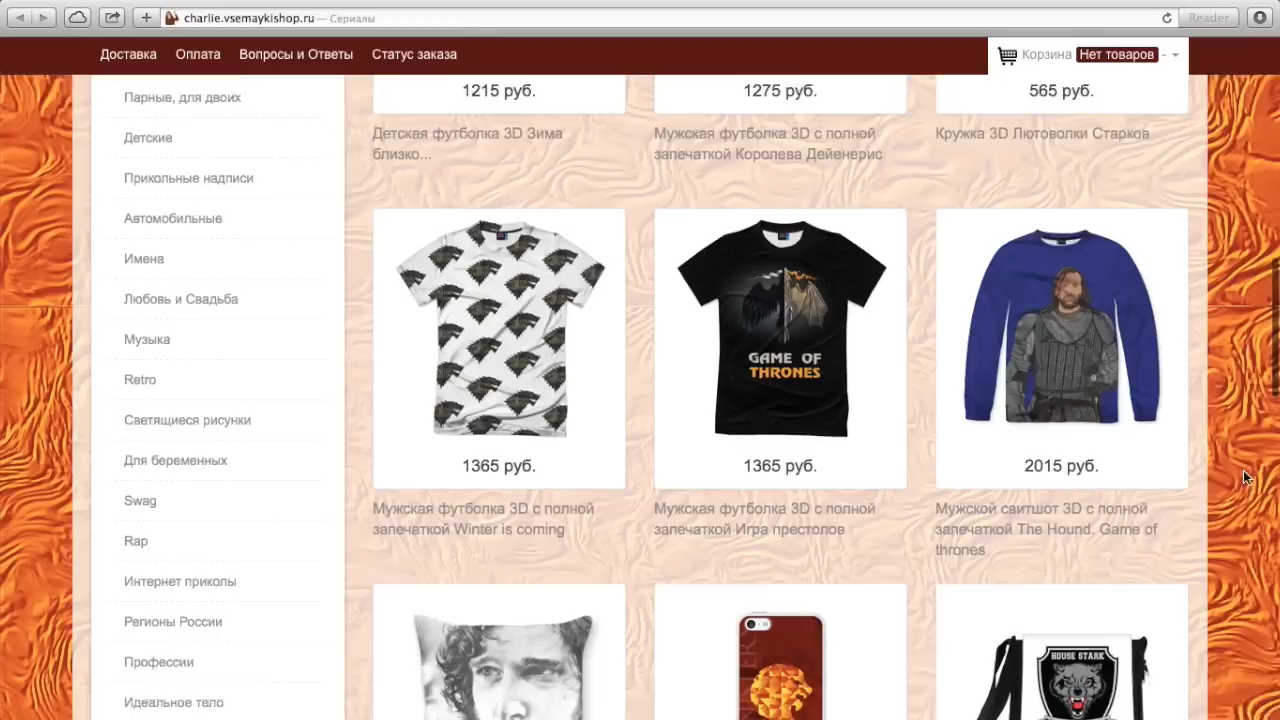 charlie.vsemaykishop.ru — Сериалы
Reader
Доставка
Оплата
Вопросы и Ответы
Статус заказа
Корзина Нет товаров -
Парные, для двоих
Детские
Прикольные надписи
Автомобильные
Имена
Любовь и Свадьба
Музыка
Retro
Светящиеся рисунки
Для беременных
Swag
Rap
Интернет приколы
Регионы России
Профессии
Идеальное тело
1215 руб.
1275 руб.
565 руб.
Детская футболка 3D Зима
близко...
Мужская футболка 3D с полной
запечаткой Королева Дейенерис
Кружка 3D Лютоволки Старков
GAME OF
THRONES
1365 руб.
1365 руб.
2015 руб.
Мужская футболка 3D с полной
запечаткой Winter is coming
Мужская футболка 3D с полной
запечаткой Игра престолов
Мужской свитшот 3D с полной
запечаткой The Hound. Game of
thrones
HOUSE STARK